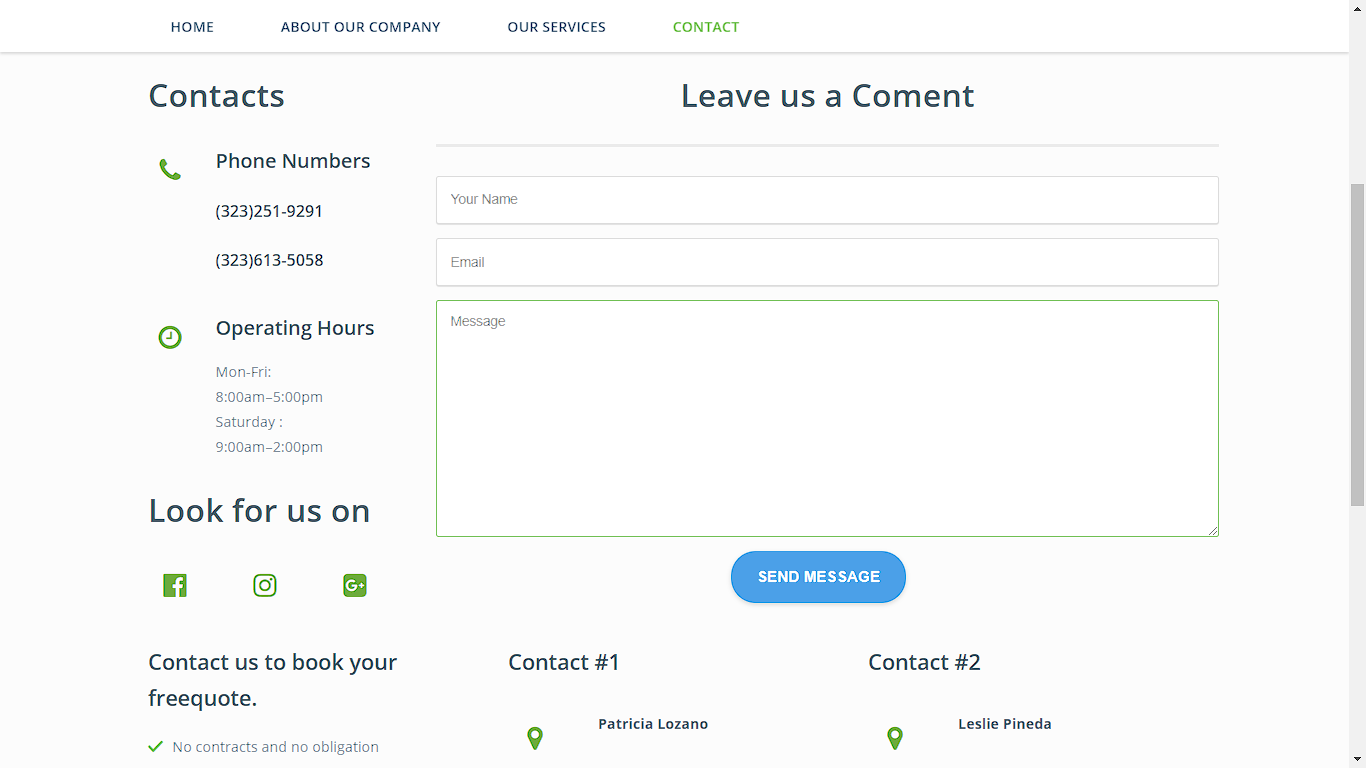 HOME
ABOUT OUR COMPANY
OUR SERVICES
CONTACT
Contacts
Phone Numbers
(323)251-9291
(323)613-5058
Operating Hours
Mon-Fri:
8:00am–5:00pm
Saturday :
9:00am–2:00pm
Look for us on
Leave us a Coment
Your Name
Email
Message
SEND MESSAGE
Contact us to book your
freequote.
No contracts and no obligation
Contact #1
Patricia Lozano
Contact #2
Leslie Pineda